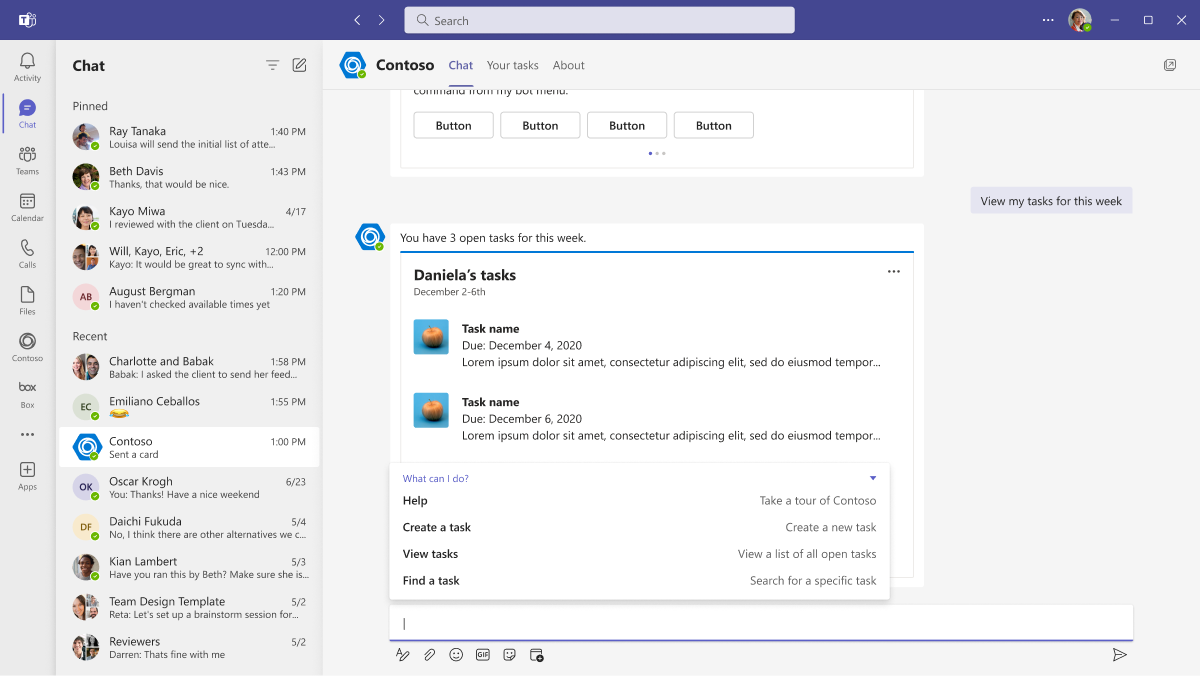 Search
Activity
Chat
Teams
Calendar
Calls
Files
Contoso
box
Box
Apps
Chat
Pinned
Ray Tanaka 1:40 PM
Louisa will send the initial list of atte...
Beth Davis 1:43 PM
Thanks, that would be nice.
Kayo Miwa 4/17
I reviewed with the client on Tuesda...
Will, Kayo, Eric, +2 12:00 PM
Kayo: It would be great to sync with...
AB
August Bergman 1:20 PM
I haven't checked available times yet
Recent
Charlotte and Babak 1:58 PM
Babak: I asked the client to send her feed...
EC
Emiliano Ceballos 1:55 PM
Contoso 1:00 PM
Sent a card
OK
Oscar Krogh 6/23
You: Thanks! Have a nice weekend
DF
Daichi Fukuda 5/4
No, I think there are other alternatives we c...
Kian Lambert 5/3
Have you ran this by Beth? Make sure she is...
Team Design Template 5/2
Reta: Let's set up a brainstorm session for...
Reviewers 5/2
Darren: Thats fine with me
Contoso Chat Your tasks About
command from my bot menu.
Button Button Button Button
View my tasks for this week
You have 3 open tasks for this week.
Daniela's tasks
December 2-6th
Task name
Due: December 4, 2020
Lorem ipsum dolor sit amet, consectetur adipiscing elit, sed do eiusmod tempor...
Task name
Due: December 6, 2020
Lorem ipsum dolor sit amet, consectetur adipiscing elit, sed do eiusmod tempor...
What can I do?
Help Take a tour of Contoso
Create a task Create a new task
View tasks View a list of all open tasks
Find a task Search for a specific task
GIF